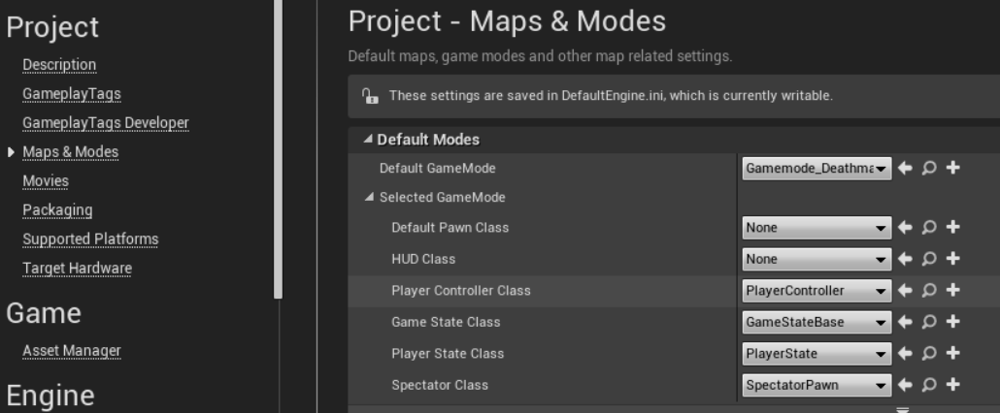 Project
Description
GameplayTags
GameplayTags Developer
Maps & Modes
Movies
Packaging
Supported Platforms
Target Hardware
Game
Asset Manager
Engine
Project - Maps & Modes
Default maps, game modes and other map related settings.
These settings are saved in DefaultEngine.ini, which is currently writable.
Default Modes
Default GameMode Gamemode_Deathma
Selected GameMode
Default Pawn Class None
HUD Class None
Player Controller Class PlayerController
Game State Class GameStateBase
Player State Class PlayerState
Spectator Class SpectatorPawn